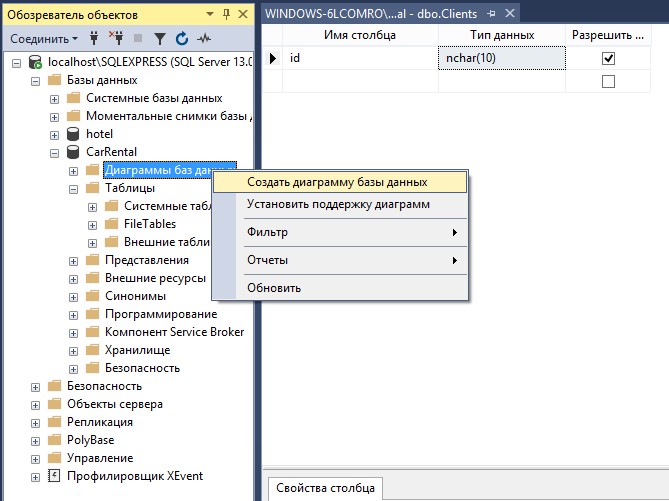 Обозреватель объектов
Соединить
localhost\SQLEXPRESS (SQL Server 13.0
Базы данных
Системные базы данных
Моментальные снимки базы д
hotel
CarRental
Диаграммы баз данн
Таблицы
Системные табл
FileTables
Внешние табли
Представления
Внешние ресурсы
Синонимы
Программирование
Компонент Service Broker
Хранилище
Безопасность
Безопасность
Объекты сервера
Репликация
PolyBase
Управление
Профилировщик XEvent
Создать диаграмму базы данных
Установить поддержку диаграмм
Фильтр
Отчеты
Обновить
WINDOWS-6LCOMRO\...al - dbo.Clients
Имя столбца Тип данных Разрешить ...
id nchar(10)
Свойства столбца